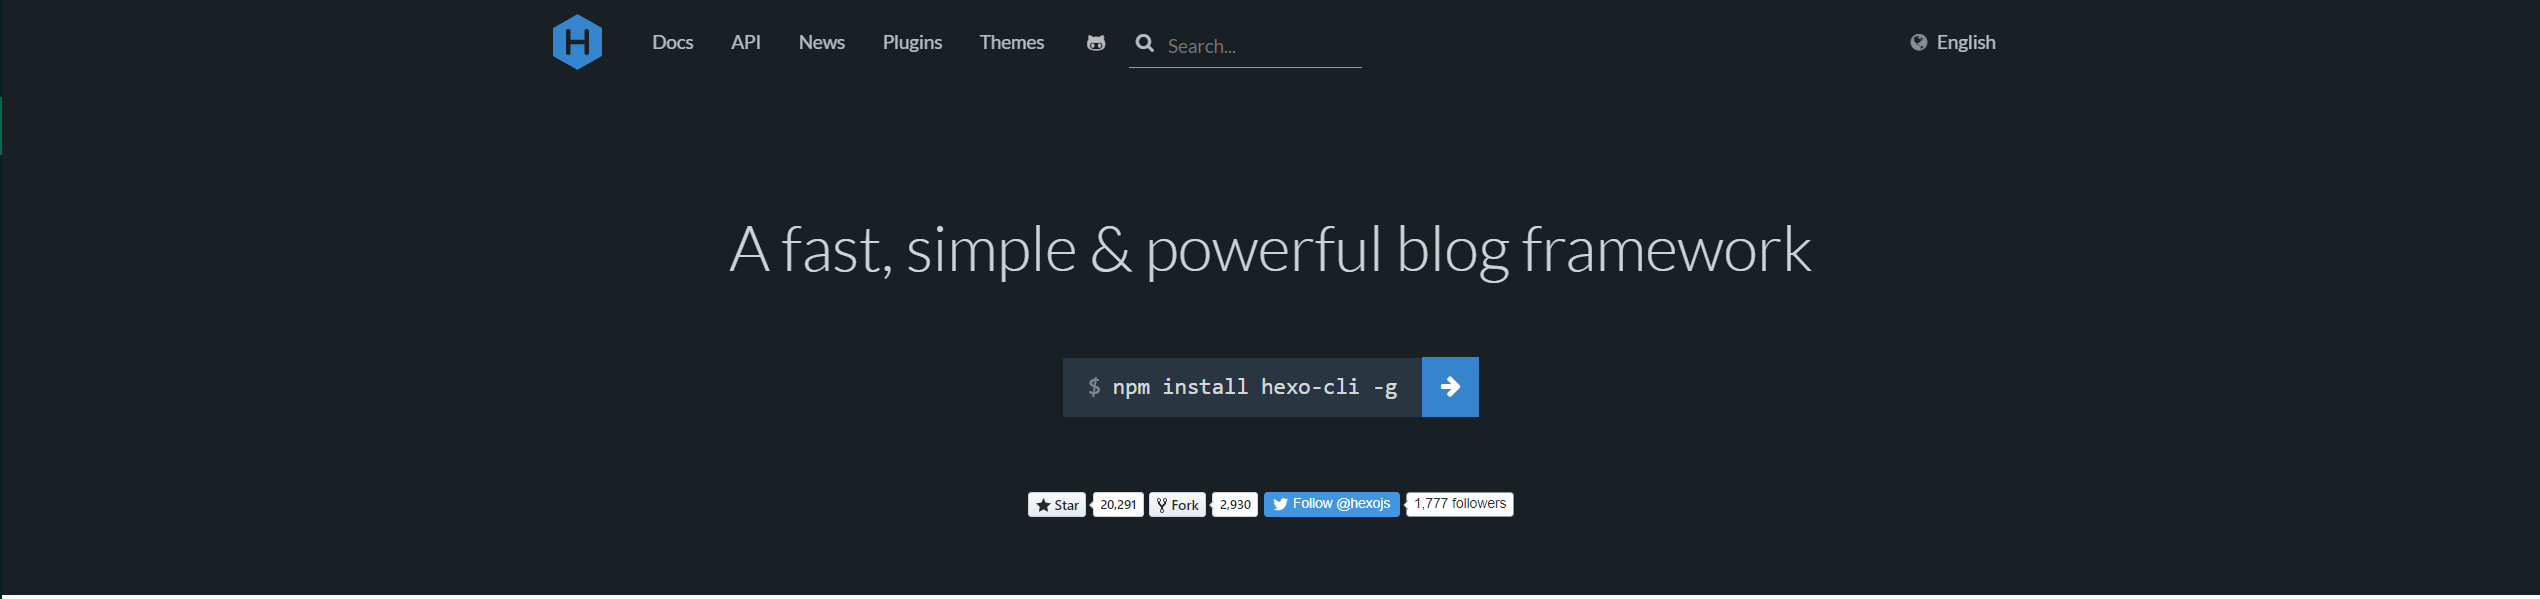 H Docs API News Plugins Themes Search... English
A fast, simple & powerful blog framework
$ npm install hexo-cli -g
Star 20,291 Fork 2,930 Follow @hexojs 1,777 followers